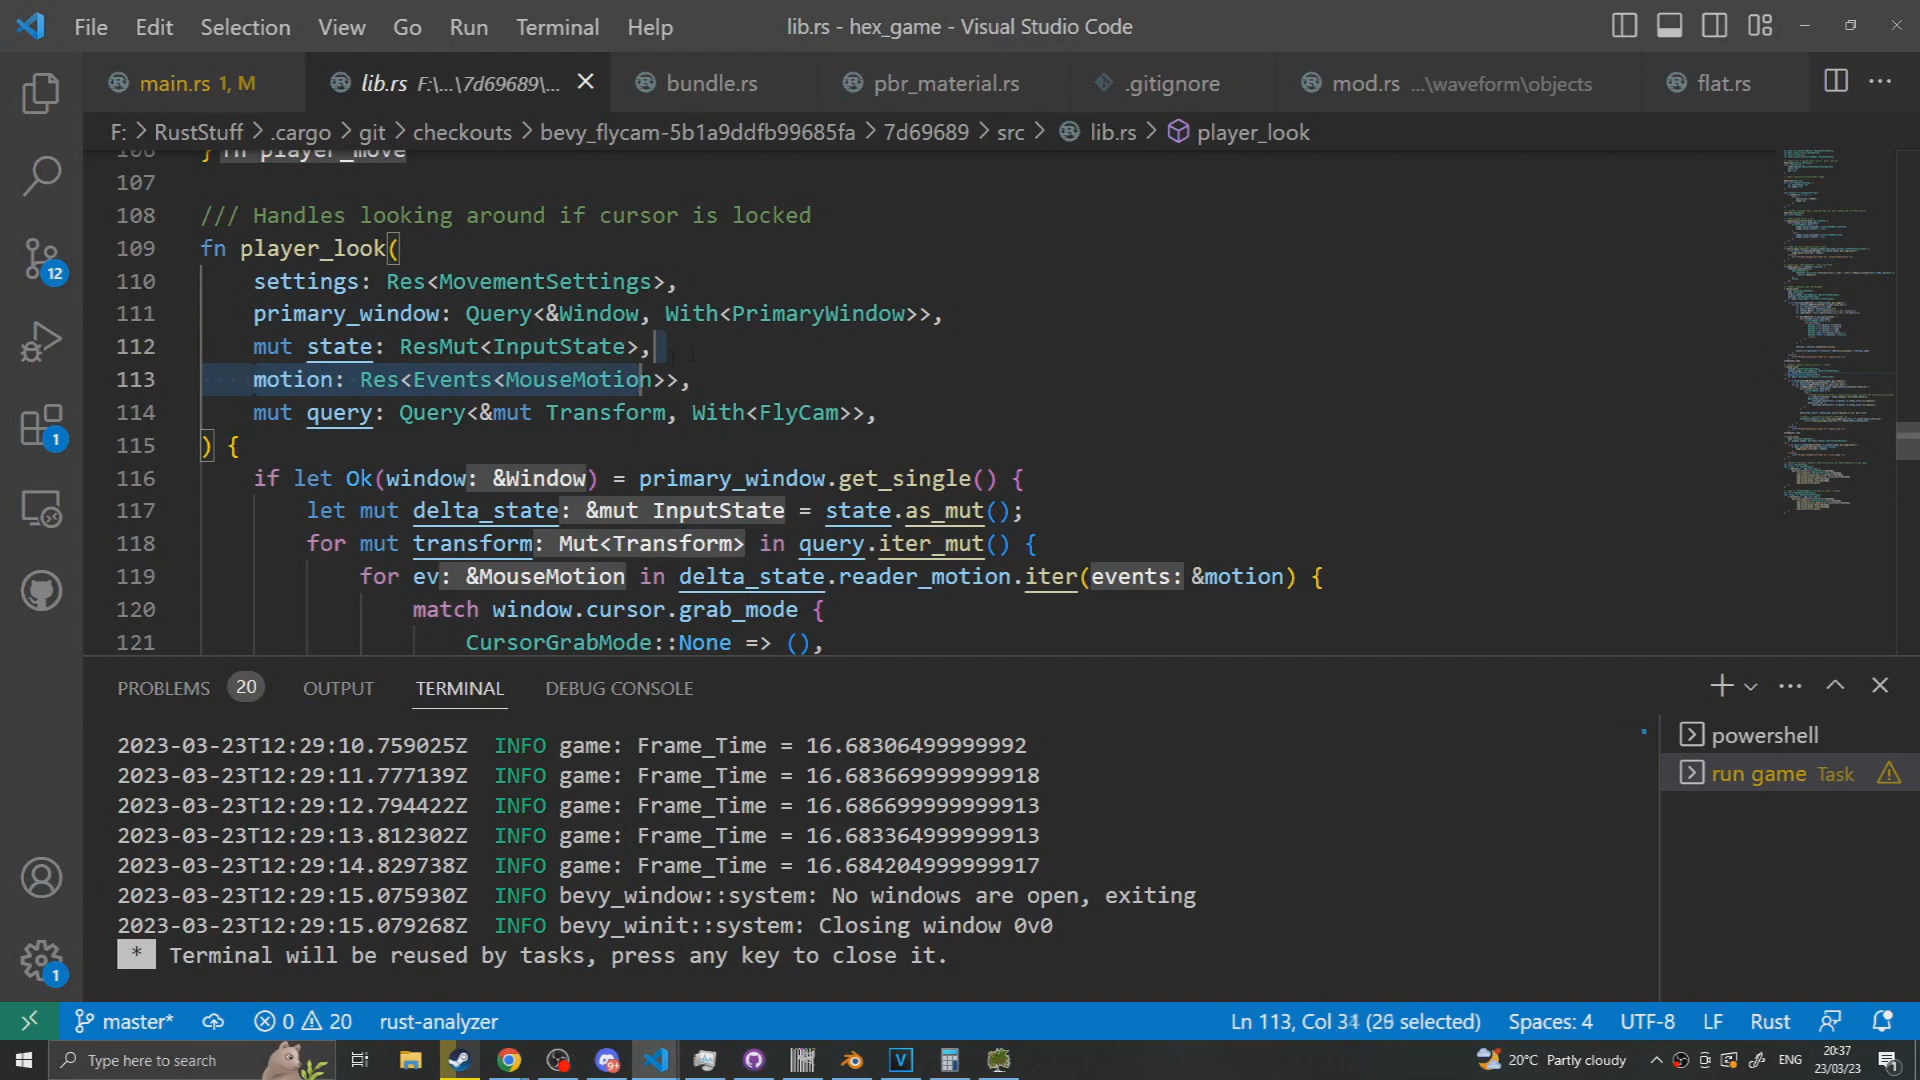 File Edit Selection View Go Run Terminal Help lib.rs - hex_game - Visual Studio Code
main.rs 1, M lib.rs F:\...\7d69689\... bundle.rs pbr_material.rs .gitignore mod.rs ...\waveform\objects flat.rs
F: > RustStuff > .cargo > git > checkouts > bevy_flycam-5b1a9ddfb99685fa > 7d69689 > src > lib.rs > player_look
106 } fn player_move
107
108 /// Handles looking around if cursor is locked
109 fn player_look(
110 settings: Res<MovementSettings>,
111 primary_window: Query<&Window, With<PrimaryWindow>>,
112 mut state: ResMut<InputState>,
113 motion: Res<Events<MouseMotion>>,
114 mut query: Query<&mut Transform, With<FlyCam>>,
115 ) {
116 if let Ok(window: &Window) = primary_window.get_single() {
117 let mut delta_state: &mut InputState = state.as_mut();
118 for mut transform: Mut<Transform> in query.iter_mut() {
119 for ev: &MouseMotion in delta_state.reader_motion.iter(events: &motion) {
120 match window.cursor.grab_mode {
121 CursorGrabMode::None => (),
PROBLEMS 20 OUTPUT TERMINAL DEBUG CONSOLE
2023-03-23T12:29:10.759025Z INFO game: Frame_Time = 16.68306499999992
2023-03-23T12:29:11.777139Z INFO game: Frame_Time = 16.683669999999918
2023-03-23T12:29:12.794422Z INFO game: Frame_Time = 16.686699999999913
2023-03-23T12:29:13.812302Z INFO game: Frame_Time = 16.683364999999913
2023-03-23T12:29:14.829738Z INFO game: Frame_Time = 16.684204999999917
2023-03-23T12:29:15.075930Z INFO bevy_window::system: No windows are open, exiting
2023-03-23T12:29:15.079268Z INFO bevy_winit::system: Closing window 0v0
* Terminal will be reused by tasks, press any key to close it.
powershell
run game Task
12
1
1
master* 0 20 rust-analyzer Ln 113, Col 34 (26 selected) Spaces: 4 UTF-8 LF Rust
Type here to search 20°C Partly cloudy ENG 20:37
23/03/23